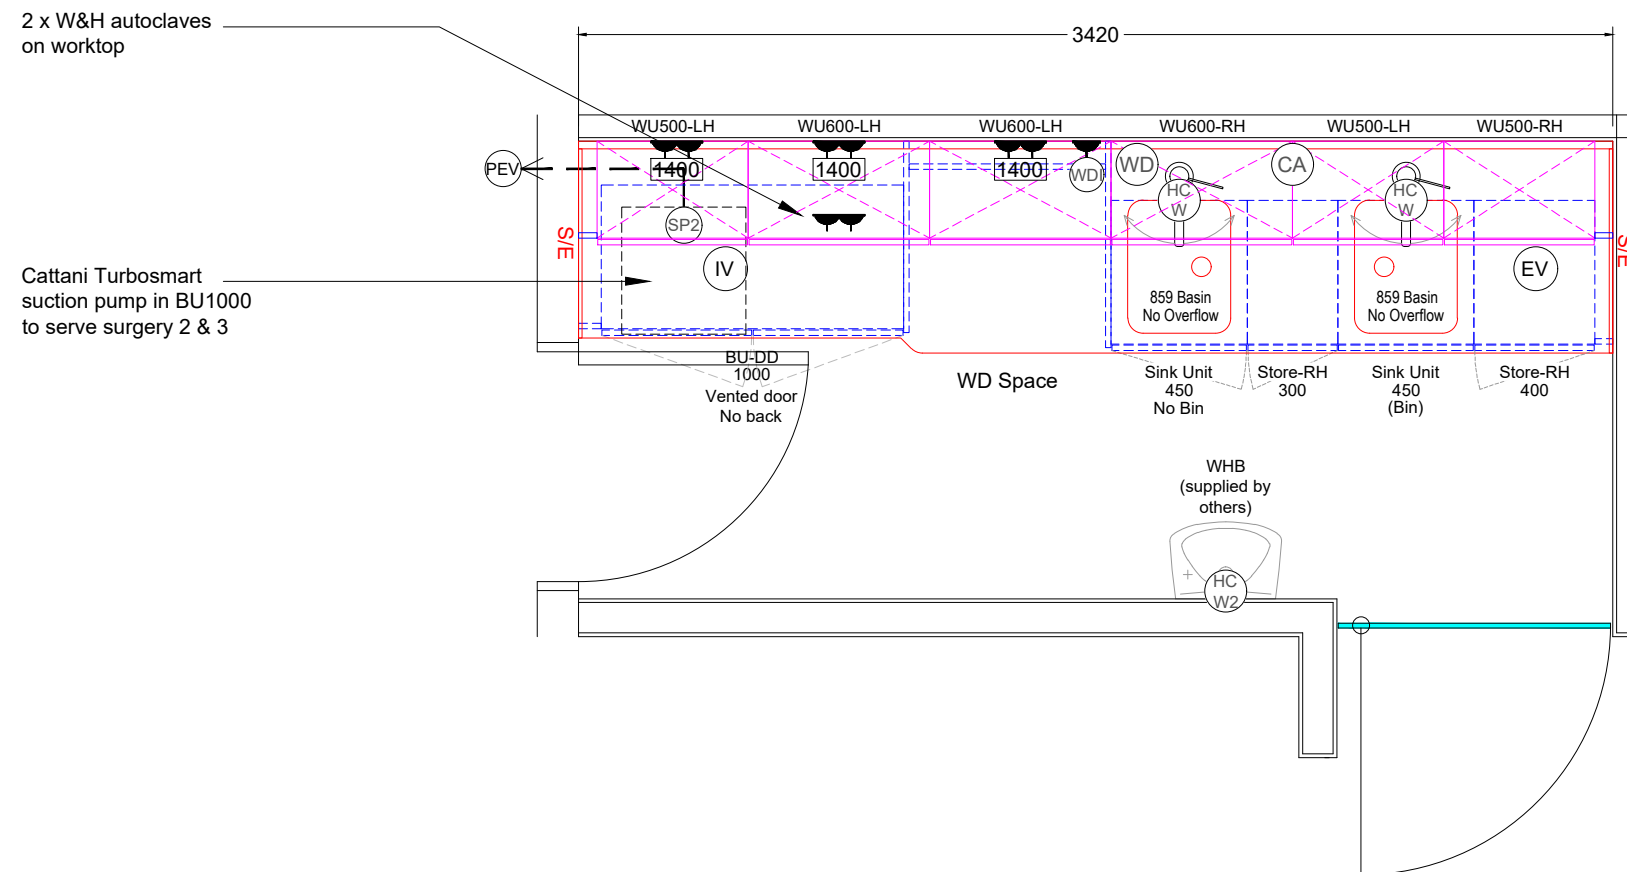 2 x W&H autoclaves
on worktop
3420
WU500-LH
WU600-LH
WU600-LH
WU600-RH
WU500-LH
WU500-RH
PEV
1400
1400
1400
WD
WD
CA
HC
W
HC
W
SP2
S/E
S/E
IV
EV
Cattani Turbosmart
suction pump in BU1000
to serve surgery 2 & 3
859 Basin
No Overflow
859 Basin
No Overflow
BU-DD
1000
Vented door
No back
WD Space
Sink Unit
450
No Bin
Store-RH
300
Sink Unit
450
(Bin)
Store-RH
400
WHB
(supplied by
others)
HC
W2